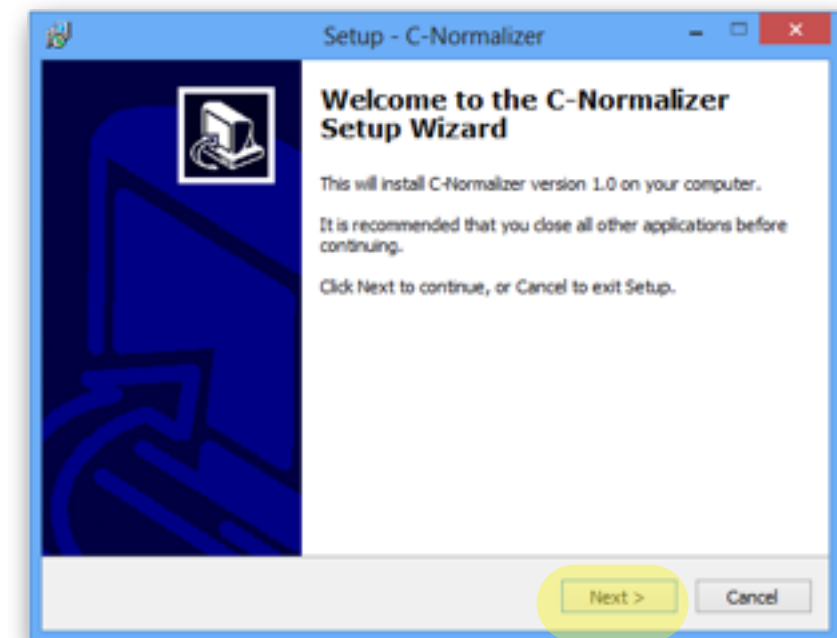 Setup - C-Normalizer
Welcome to the C-Normalizer
Setup Wizard
This will install C-Normalizer version 1.0 on your computer.
It is recommended that you close all other applications before
continuing.
Click Next to continue, or Cancel to exit Setup.
Next >
Cancel